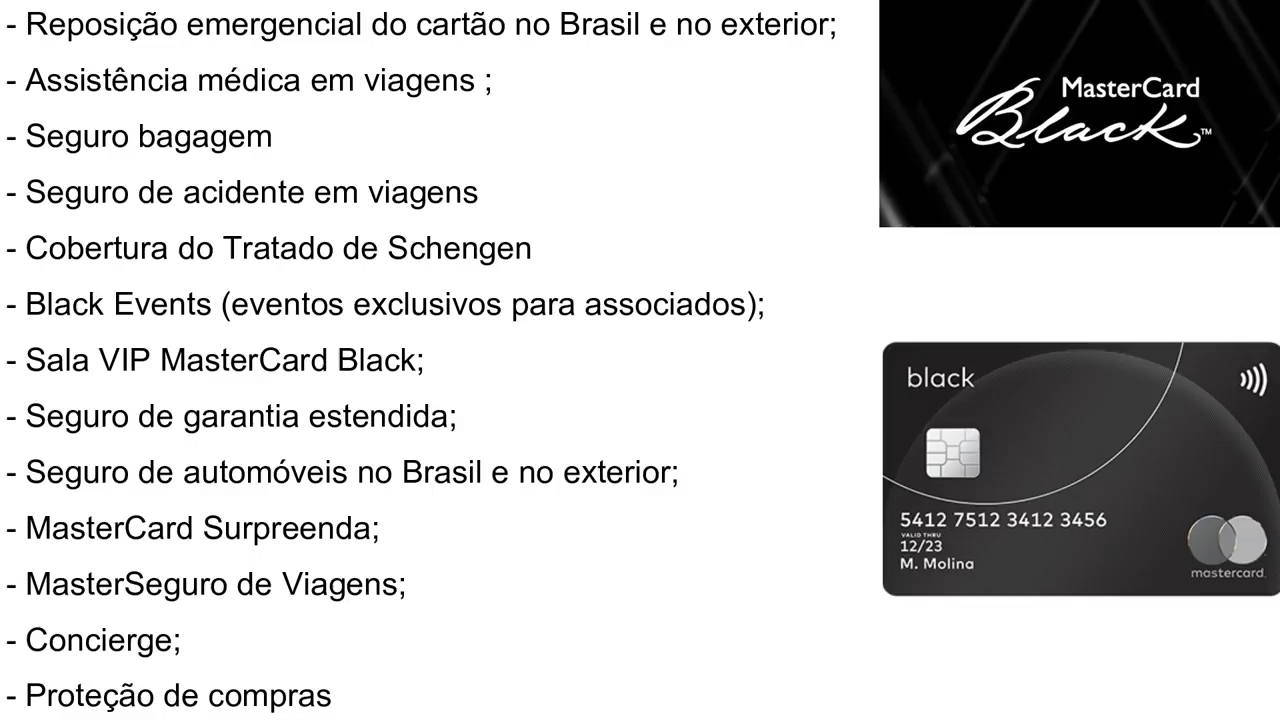 - Reposição emergencial do cartão no Brasil e no exterior;
- Assistência médica em viagens ;
- Seguro bagagem
- Seguro de acidente em viagens
- Cobertura do Tratado de Schengen
- Black Events (eventos exclusivos para associados);
- Sala VIP MasterCard Black;
- Seguro de garantia estendida;
- Seguro de automóveis no Brasil e no exterior;
- MasterCard Surpreenda;
- MasterSeguro de Viagens;
- Concierge;
- Proteção de compras
MasterCard
Black™
black
5412 7512 3412 3456
VALID THRU
12/23
M. Molina
mastercard.